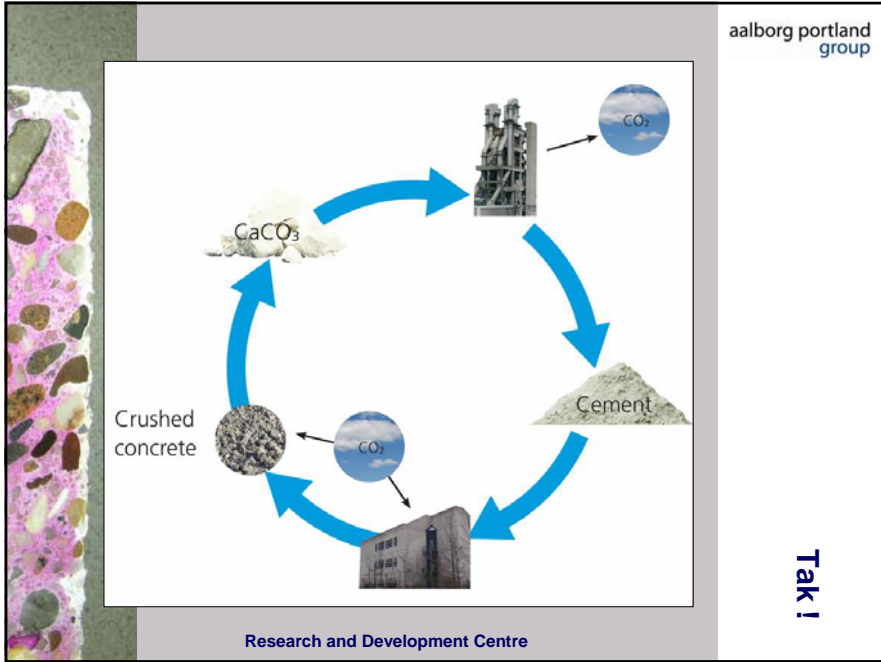 aalborg portland
group
CO₂
CaCO₃
Cement
Crushed
concrete
CO₂
Tak !
Research and Development Centre